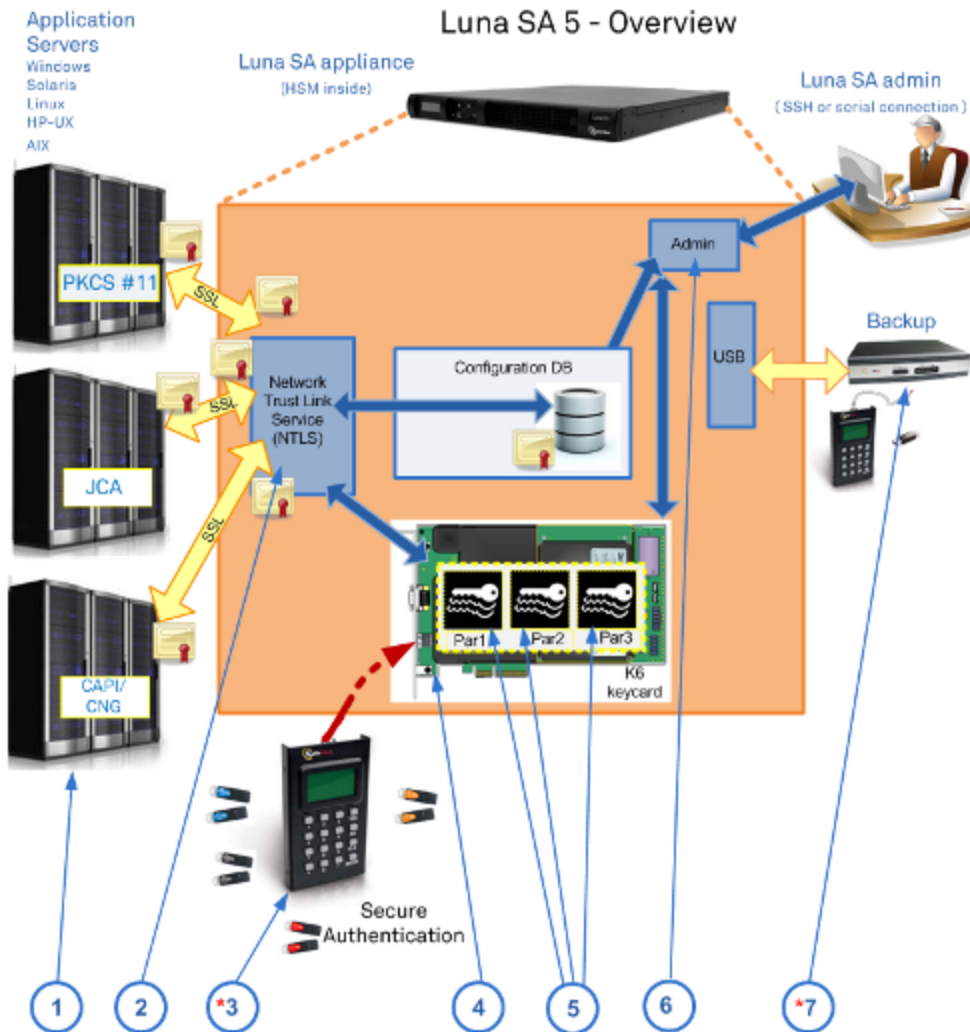 Luna SA 5 - Overview
Application
Servers
Windows
Solaris
Linux
HP-UX
AIX
Luna SA appliance
(HSM inside)
Luna SA admin
( SSH or serial connection )
Admin
PKCS #11
SSL
Backup
USB
Configuration DB
Network
Trust Link
Service
(NTLS)
SSL
JCA
SSL
Par1
Par2
Par3
K6
keycard
CAPI/
CNG
Secure
Authentication
1
2
*3
4
5
6
*7